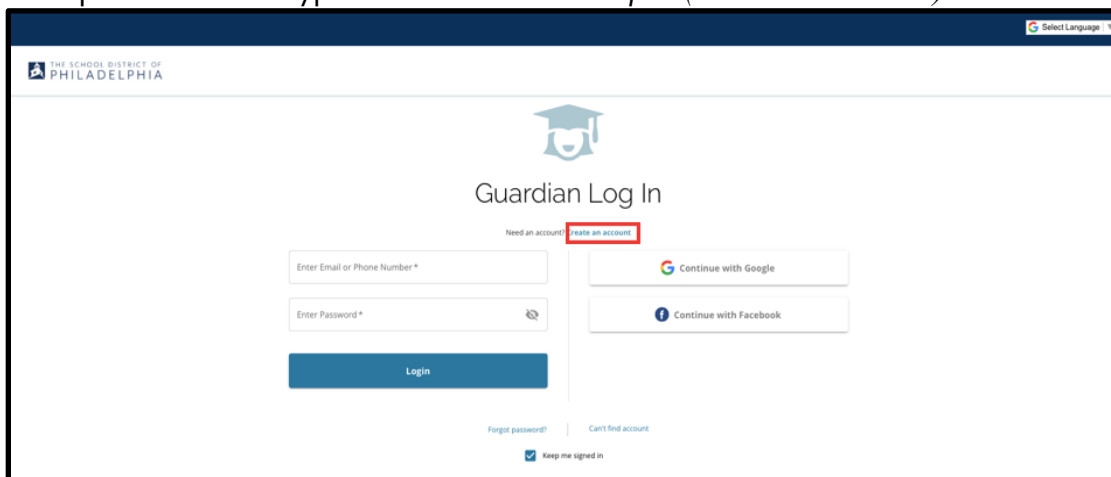 Select Language
THE SCHOOL DISTRICT OF
PHILADELPHIA
Guardian Log In
Need an account? Create an account
Enter Email or Phone Number *
Continue with Google
Enter Password *
Continue with Facebook
Login
Forgot password?
Can't find account
Keep me signed in